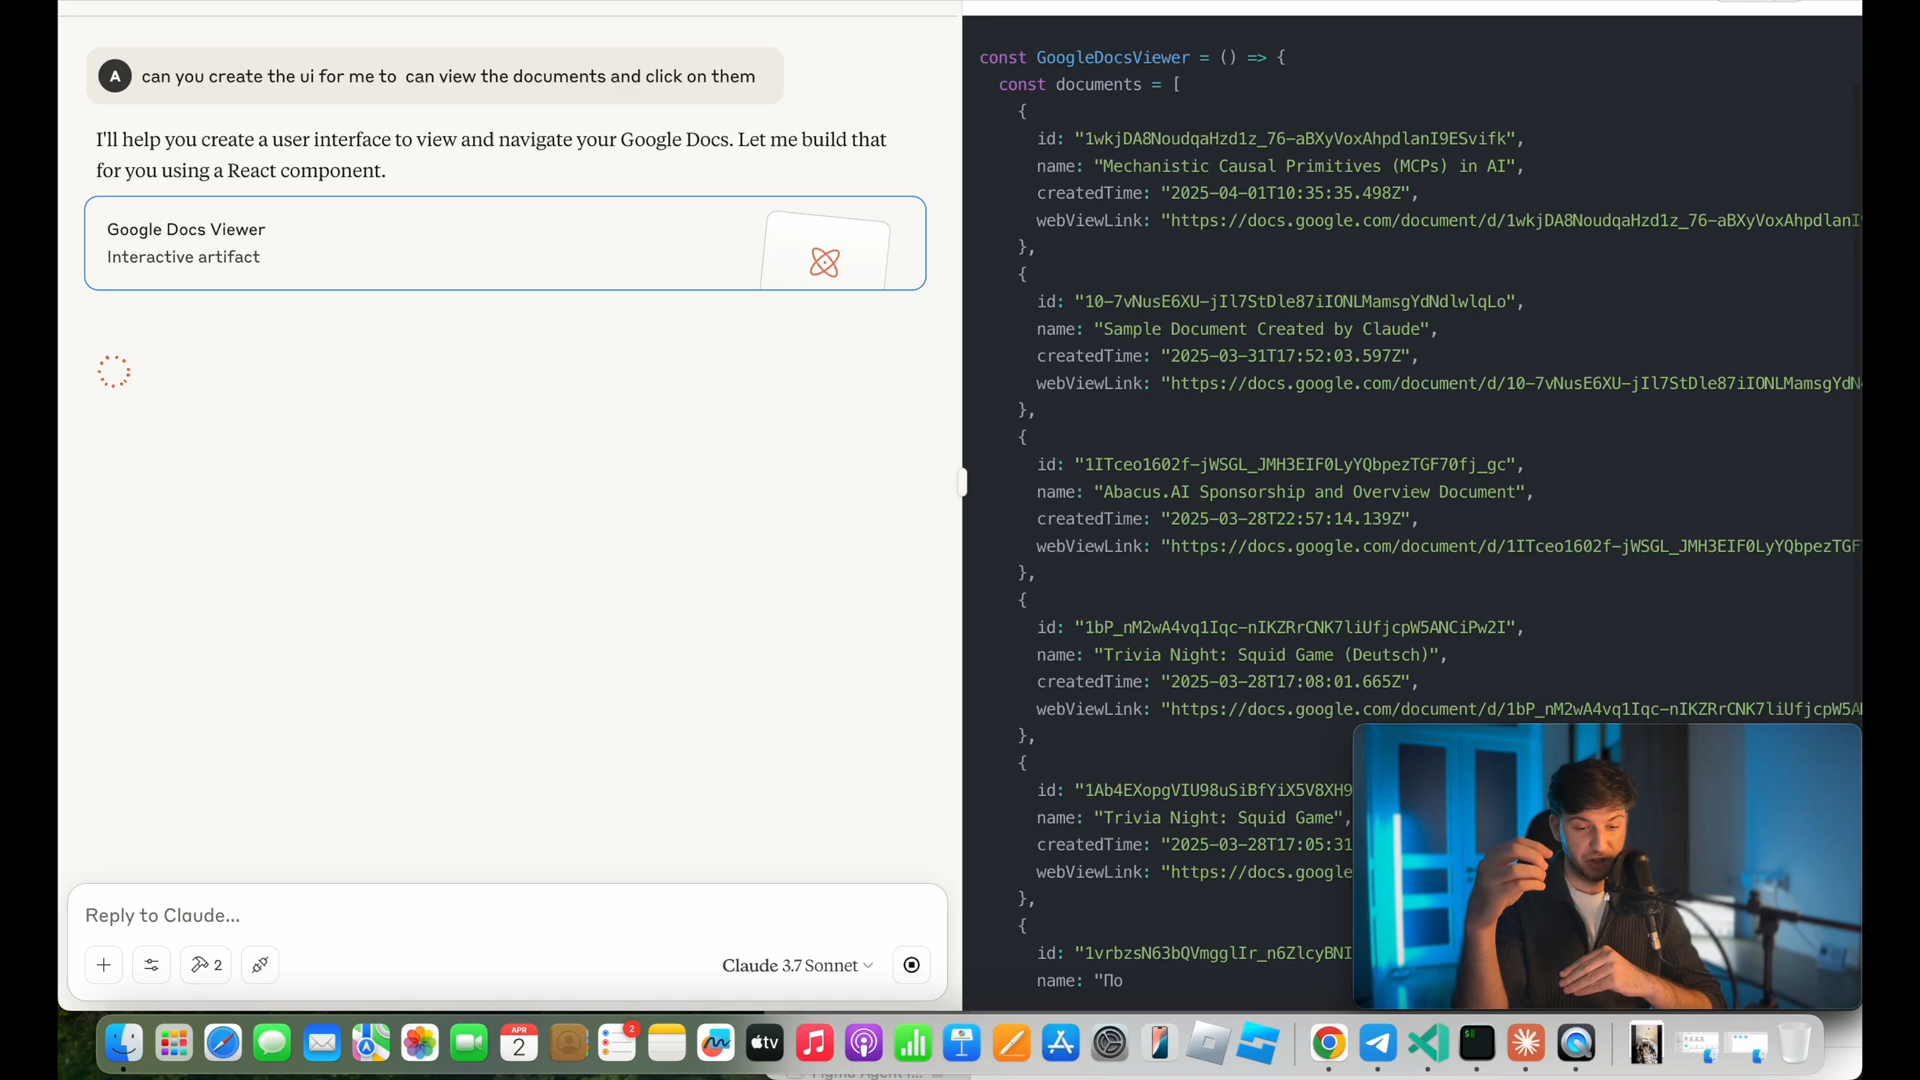 A
can you create the ui for me to can view the documents and click on them
I'll help you create a user interface to view and navigate your Google Docs. Let me build that
for you using a React component.
Google Docs Viewer
Interactive artifact
Reply to Claude...
2
Claude 3.7 Sonnet
const GoogleDocsViewer = () => {
const documents = [
{
id: "1wkjDA8NoudqaHzd1z_76-aBXyVoxAhpdlanI9ESvifk",
name: "Mechanistic Causal Primitives (MCPs) in AI",
createdTime: "2025-04-01T10:35:35.498Z",
webViewLink: "https://docs.google.com/document/d/1wkjDA8NoudqaHzd1z_76-aBXyVoxAhpdlanI
},
{
id: "10-7vNusE6XU-jIl7StDle87iIONLMamsgYdNdlwlqLo",
name: "Sample Document Created by Claude",
createdTime: "2025-03-31T17:52:03.597Z",
webViewLink: "https://docs.google.com/document/d/10-7vNusE6XU-jIl7StDle87iIONLMamsgYdN
},
{
id: "1ITceo1602f-jWSGL_JMH3EIF0LyYQbpezTGF70fj_gc",
name: "Abacus.AI Sponsorship and Overview Document",
createdTime: "2025-03-28T22:57:14.139Z",
webViewLink: "https://docs.google.com/document/d/1ITceo1602f-jWSGL_JMH3EIF0LyYQbpezTGF
},
{
id: "1bP_nM2wA4vq1Iqc-nIKZRrCNK7liUfjcpW5ANCiPw2I",
name: "Trivia Night: Squid Game (Deutsch)",
createdTime: "2025-03-28T17:08:01.665Z",
webViewLink: "https://docs.google.com/document/d/1bP_nM2wA4vq1Iqc-nIKZRrCNK7liUfjcpW5A
},
{
id: "1Ab4EXopgVIU98uSiBfYiX5V8XH9
name: "Trivia Night: Squid Game",
createdTime: "2025-03-28T17:05:31
webViewLink: "https://docs.google
},
{
id: "1vrbzsN63bQVmgglIr_n6ZlcyBNI
name: "По
APR
2
2
tv
$